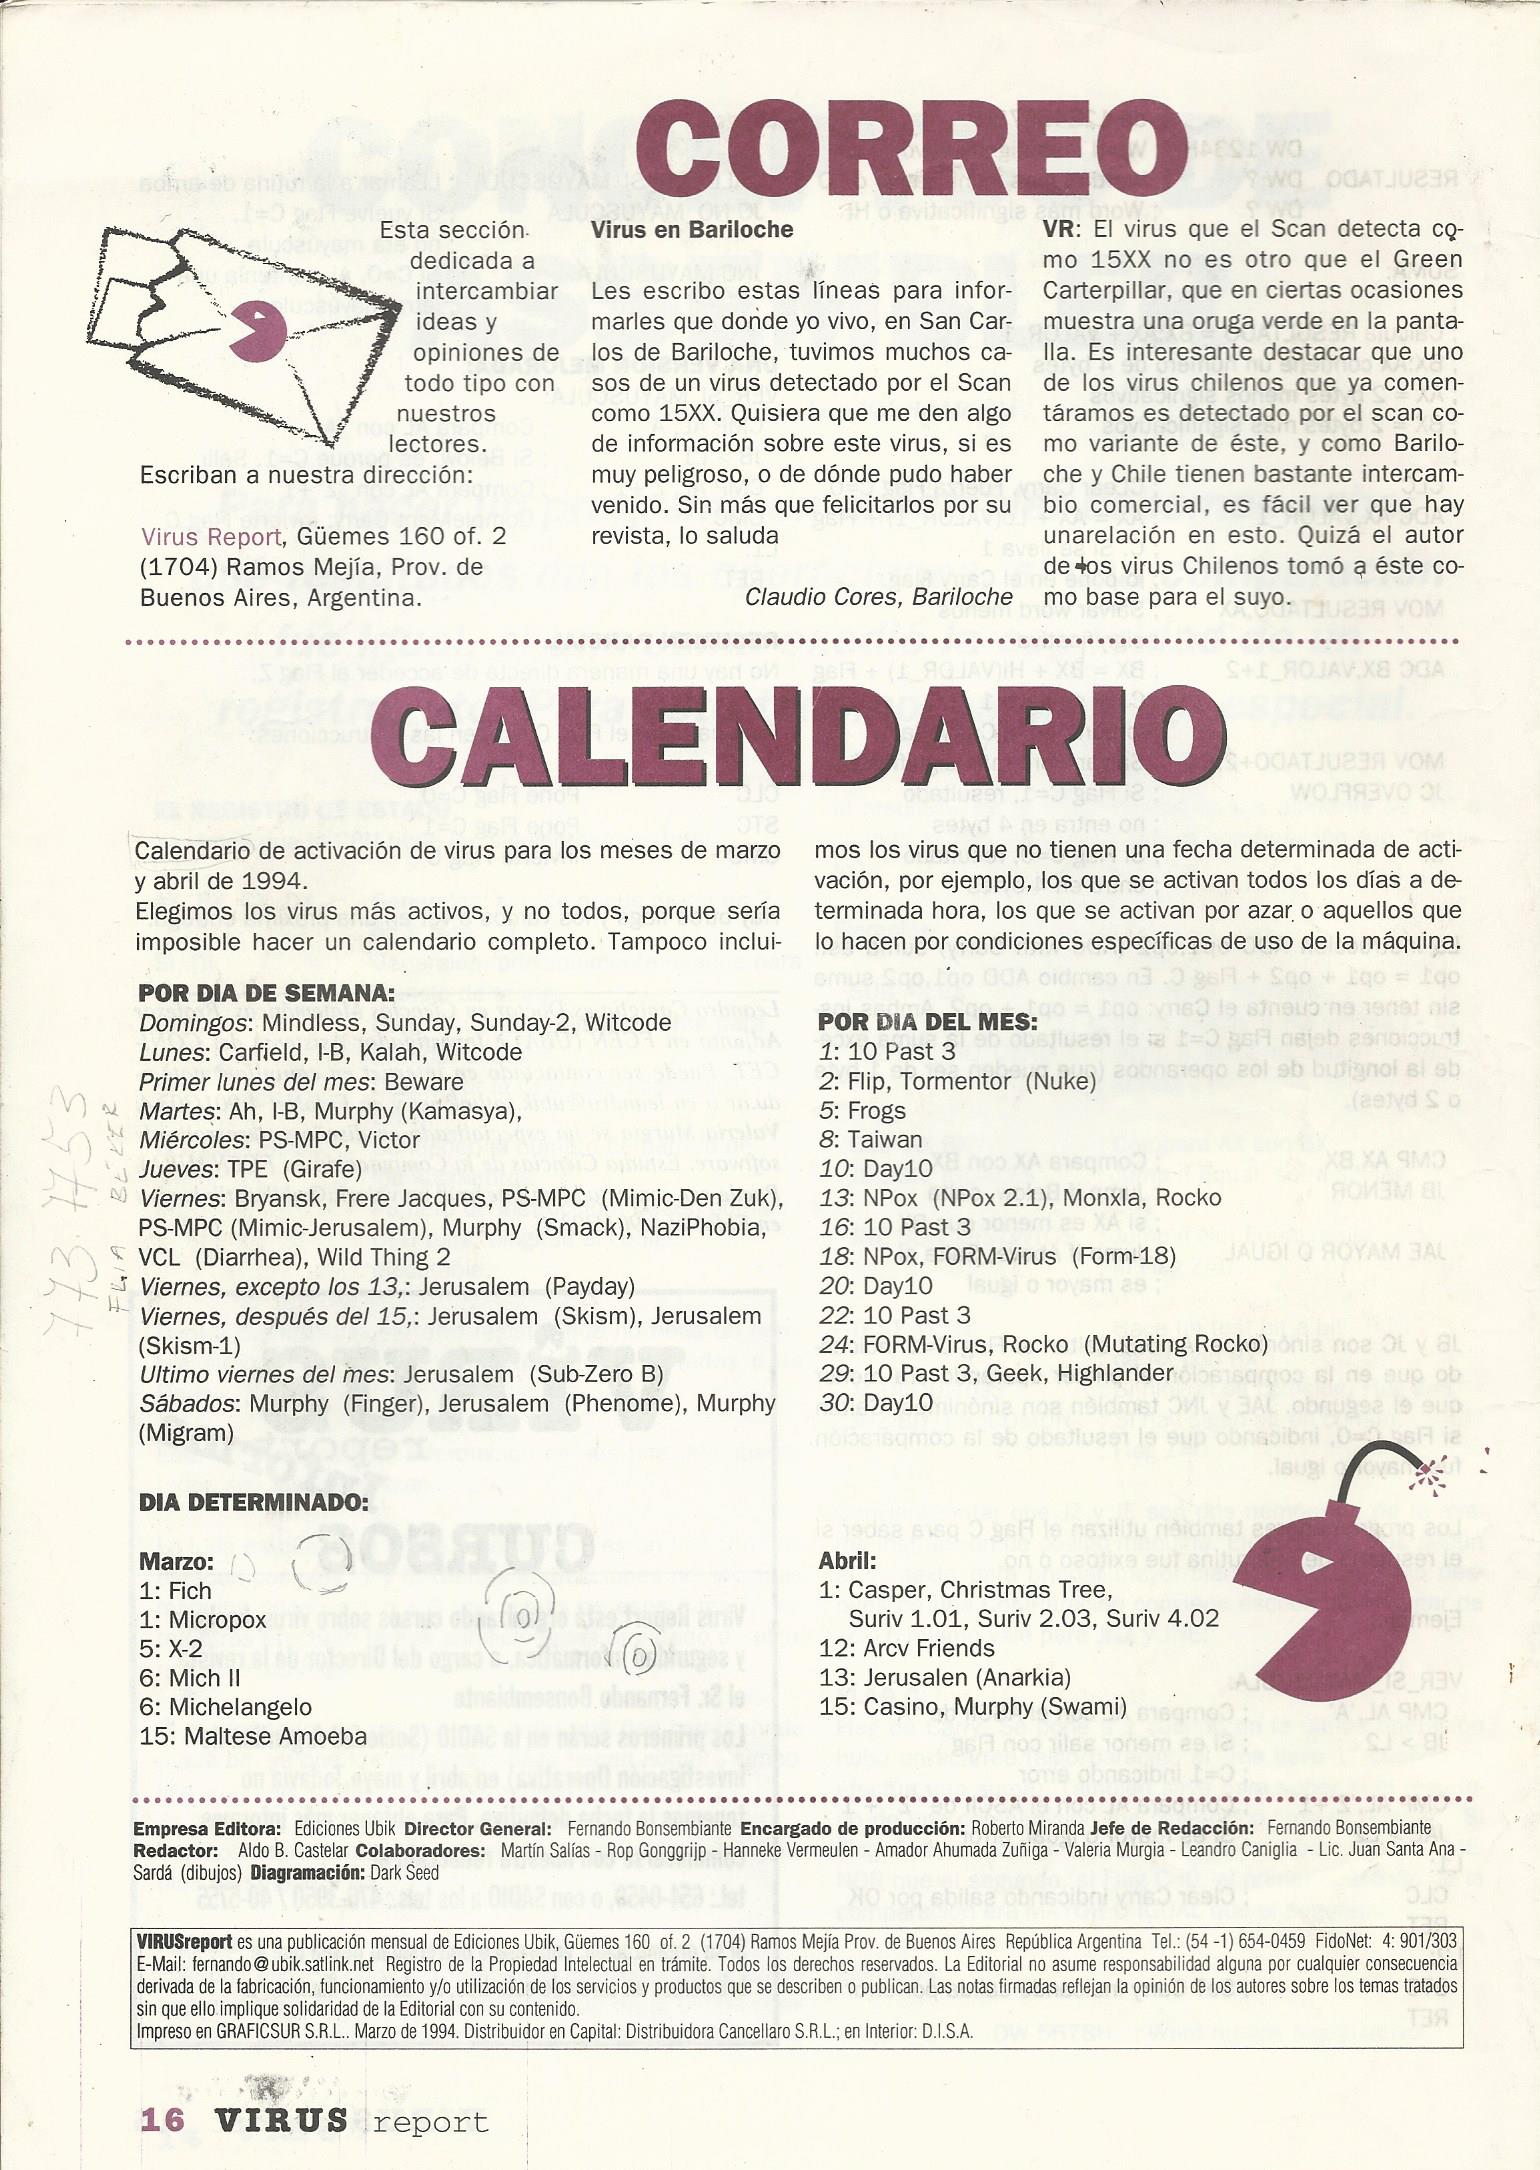 CORREO
Esta sección
dedicada a
intercambiar
ideas y
opiniones de
todo tipo con
nuestros
lectores.
Escriban a nuestra dirección:
Virus Report, Güemes 160 of. 2
(1704) Ramos Mejía, Prov. de
Buenos Aires, Argentina.
Virus en Bariloche
Les escribo estas líneas para infor-
marles que donde yo vivo, en San Car-
los de Bariloche, tuvimos muchos ca-
sos de un virus detectado por el Scan
como 15XX. Quisiera que me den algo
de información sobre este virus, si es
muy peligroso, o de dónde pudo haber
venido. Sin más que felicitarlos por su
revista, lo saluda
Claudio Cores, Bariloche
VR: El virus que el Scan detecta co-
mo 15XX no es otro que el Green
Carterpillar, que en ciertas ocasiones
muestra una oruga verde en la panta-
lla. Es interesante destacar que uno
de los virus chilenos que ya comen-
táramos es detectado por el scan co-
mo variante de éste, y como Barilo-
che y Chile tienen bastante intercam-
bio comercial, es fácil ver que hay
unarelación en esto. Quizá el autor
de los virus Chilenos tomó a éste co-
mo base para el suyo.
CALENDARIO
Calendario de activación de virus para los meses de marzo
y abril de 1994.
Elegimos los virus más activos, y no todos, porque sería
imposible hacer un calendario completo. Tampoco inclui-
mos los virus que no tienen una fecha determinada de acti-
vación, por ejemplo, los que se activan todos los días a de-
terminada hora, los que se activan por azar o aquellos que
lo hacen por condiciones específicas de uso de la máquina.
POR DIA DE SEMANA:
Domingos: Mindless, Sunday, Sunday-2, Witcode
Lunes: Carfield, I-B, Kalah, Witcode
Primer lunes del mes: Beware
Martes: Ah, I-B, Murphy (Kamasya),
Miércoles: PS-MPC, Victor
Jueves: TPE (Girafe)
Viernes: Bryansk, Frere Jacques, PS-MPC (Mimic-Den Zuk),
PS-MPC (Mimic-Jerusalem), Murphy (Smack), NaziPhobia,
VCL (Diarrhea), Wild Thing 2
Viernes, excepto los 13,: Jerusalem (Payday)
Viernes, después del 15,: Jerusalem (Skism), Jerusalem
(Skism-1)
Ultimo viernes del mes: Jerusalem (Sub-Zero B)
Sábados: Murphy (Finger), Jerusalem (Phenome), Murphy
(Migram)
POR DIA DEL MES:
1: 10 Past 3
2: Flip, Tormentor (Nuke)
5: Frogs
8: Taiwan
10: Day10
13: NPox (NPox 2.1), Monxla, Rocko
16: 10 Past 3
18: NPox, FORM-Virus (Form-18)
20: Day10
22: 10 Past 3
24: FORM-Virus, Rocko (Mutating Rocko)
29: 10 Past 3, Geek, Highlander
30: Day10
DIA DETERMINADO:
Marzo:
1: Fich
1: Micropox
5: X-2
6: Mich II
6: Michelangelo
15: Maltese Amoeba
Abril:
1: Casper, Christmas Tree,
Suriv 1.01, Suriv 2.03, Suriv 4.02
12: Arcv Friends
13: Jerusalen (Anarkia)
15: Casino, Murphy (Swami)
Empresa Editora: Ediciones Ubik Director General: Fernando Bonsembiante Encargado de producción: Roberto Miranda Jefe de Redacción: Fernando Bonsembiante
Redactor: Aldo B. Castelar Colaboradores: Martín Salías - Rop Gonggrijp - Hanneke Vermeulen - Amador Ahumada Zuñiga - Valeria Murgia - Leandro Caniglia - Lic. Juan Santa Ana -
Sardá (dibujos) Diagramación: Dark Seed
VIRUSreport es una publicación mensual de Ediciones Ubik, Güemes 160 of. 2 (1704) Ramos Mejía Prov. de Buenos Aires República Argentina Tel.: (54 -1) 654-0459 FidoNet: 4: 901/303
E-Mail: fernando@ubik.satlink.net Registro de la Propiedad Intelectual en trámite. Todos los derechos reservados. La Editorial no asume responsabilidad alguna por cualquier consecuencia
derivada de la fabricación, funcionamiento y/o utilización de los servicios y productos que se describen o publican. Las notas firmadas reflejan la opinión de los autores sobre los temas tratados
sin que ello implique solidaridad de la Editorial con su contenido.
Impreso en GRAFICSUR S.R.L.. Marzo de 1994. Distribuidor en Capital: Distribuidora Cancellaro S.R.L.; en Interior: D.I.S.A.
16 VIRUS report